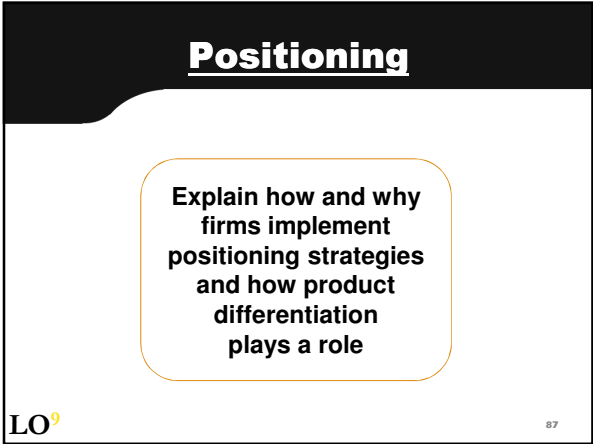 Positioning
Explain how and why
firms implement
positioning strategies
and how product
differentiation
plays a role
LO9
87